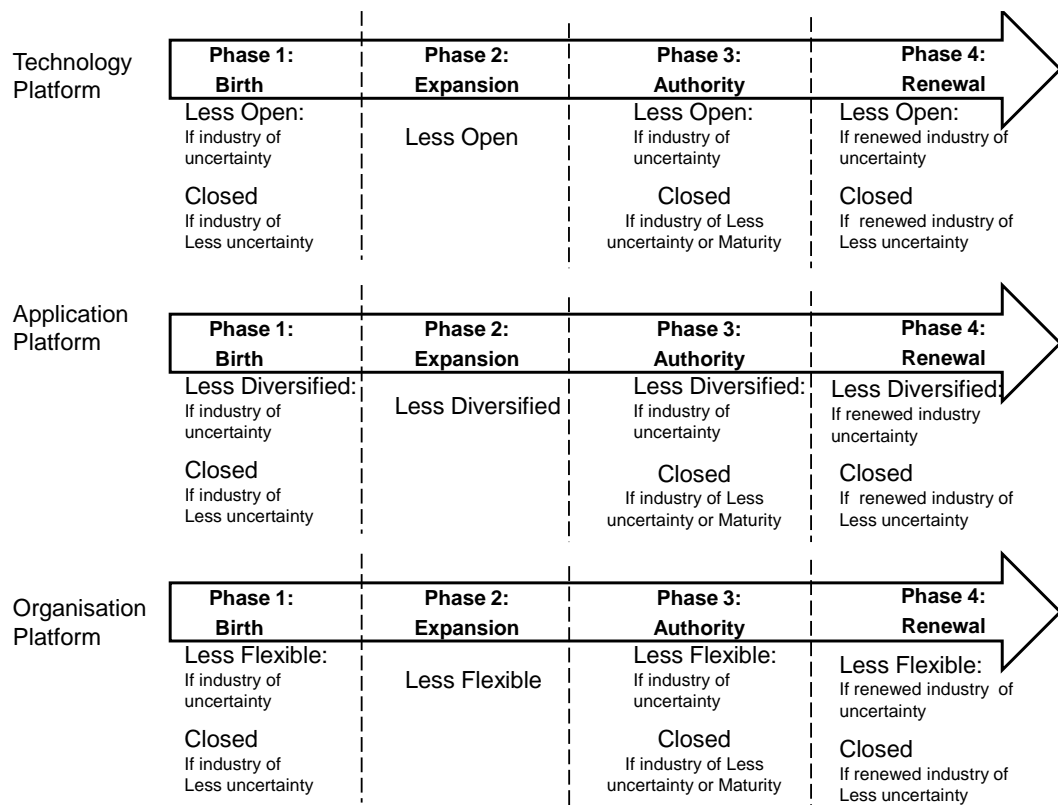 Technology
Platform
Phase 1:
Birth
Phase 2:
Expansion
Phase 3:
Authority
Phase 4:
Renewal
Less Open:
If industry of
uncertainty
Closed
If industry of
Less uncertainty
Less Open
Less Open:
If industry of
uncertainty
Closed
If industry of Less
uncertainty or Maturity
Less Open:
If renewed industry of
uncertainty
Closed
If renewed industry of
Less uncertainty
Application
Platform
Phase 1:
Birth
Phase 2:
Expansion
Phase 3:
Authority
Phase 4:
Renewal
Less Diversified:
If industry of
uncertainty
Closed
If industry of
Less uncertainty
Less Diversified
Less Diversified:
If industry of
uncertainty
Closed
If industry of Less
uncertainty or Maturity
Less Diversified:
If renewed industry
uncertainty
Closed
If renewed industry of
Less uncertainty
Organisation
Platform
Phase 1:
Birth
Phase 2:
Expansion
Phase 3:
Authority
Phase 4:
Renewal
Less Flexible:
If industry of
uncertainty
Closed
If industry of
Less uncertainty
Less Flexible
Less Flexible:
If industry of
uncertainty
Closed
If industry of Less
uncertainty or Maturity
Less Flexible:
If renewed industry of
uncertainty
Closed
If renewed industry of
Less uncertainty